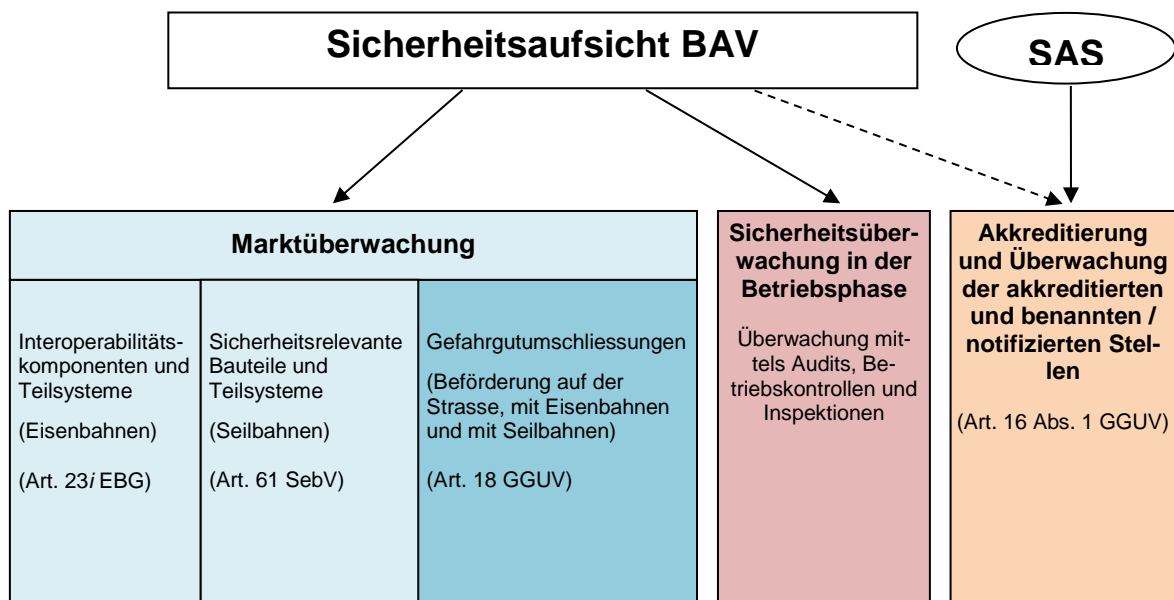 Sicherheitsaufsicht BAV
SAS
Marktüberwachung
Interoperabilitäts-
komponenten und
Teilsysteme
(Eisenbahnen)
(Art. 23i EBG)
Sicherheitsrelevante
Bauteile und
Teilsysteme
(Seilbahnen)
(Art. 61 SebV)
Gefahrgutumschliessungen
(Beförderung auf der
Strasse, mit Eisenbahnen
und mit Seilbahnen)
(Art. 18 GGUV)
Sicherheitsüber-
wachung in der
Betriebsphase
Überwachung mit-
tels Audits, Be-
triebskontrollen und
Inspektionen
Akkreditierung
und Überwachung
der akkreditierten
und benannten /
notifizierten Stel-
len
(Art. 16 Abs. 1 GGUV)